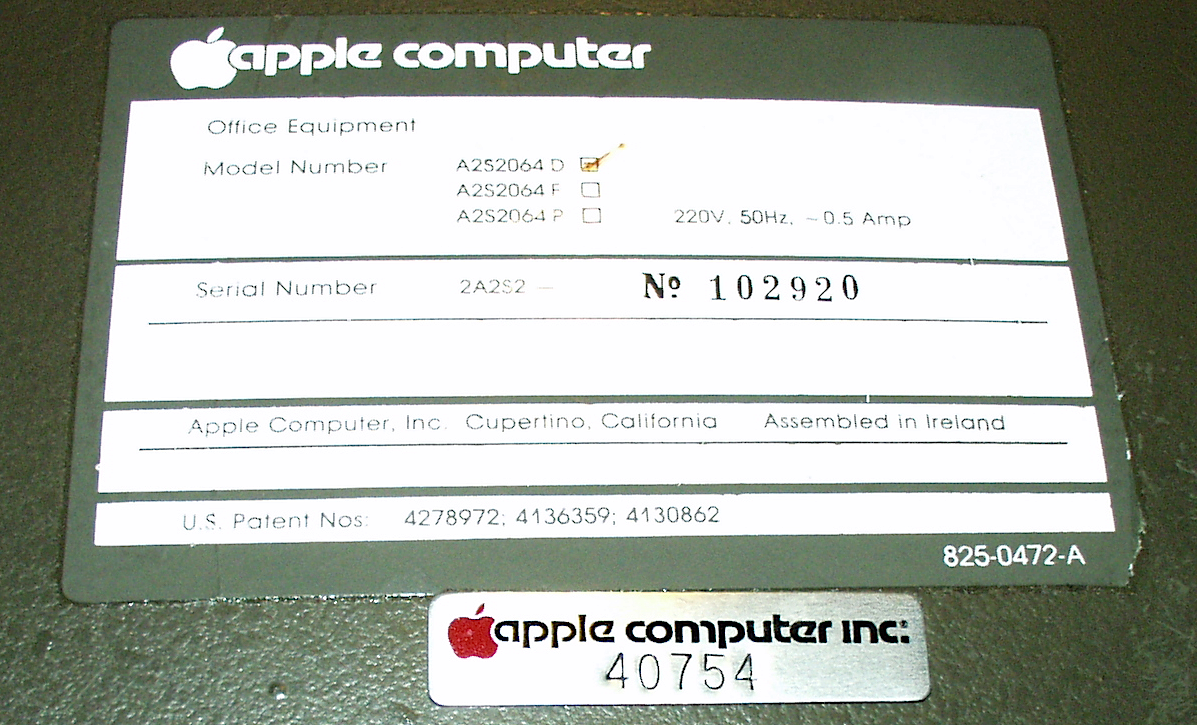 apple computer
Office Equipment
Model Number A2S2064 D
A2S2064 F
A2S2064 P 220V, 50Hz, ~0.5 Amp
Serial Number 2A2S2 — Nº 102920
Apple Computer, Inc. Cupertino, California Assembled in Ireland
U.S. Patent Nos: 4278972; 4136359; 4130862
825-0472-A
apple computer inc.
40754